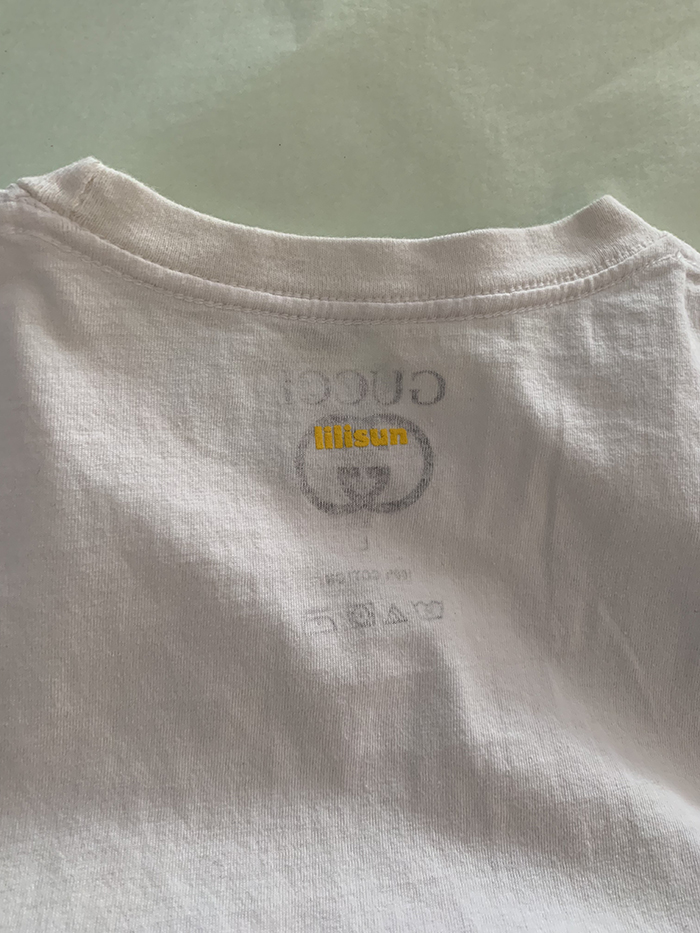 GUCCI
lilisun
L
100% COTTON